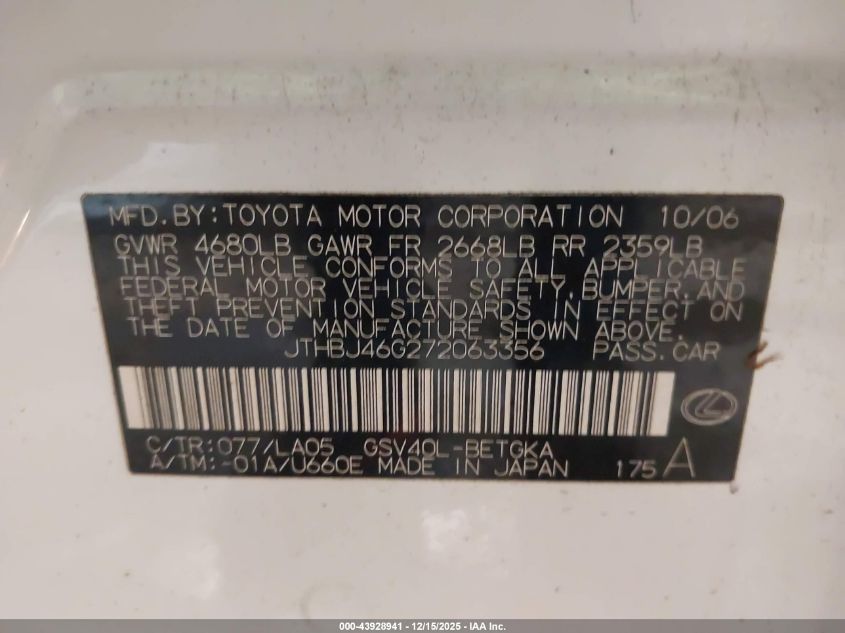 MFD.BY:TOYOTA MOTOR CORPORATION 10/06
GVWR 4680LB GAWR FR 2668LB RR 2359LB
THIS VEHICLE CONFORMS TO ALL APPLICABLE
FEDERAL MOTOR VEHICLE SAFETY,BUMPER,AND
THEFT PREVENTION STANDARDS IN EFFECT ON
THE DATE OF MANUFACTURE SHOWN ABOVE.
JTHBJ46G272063356 PASS.CAR
C/TR:077/LA05 GSV40L-BETGKA
A/TM:-01A/U660E MADE IN JAPAN 175A
000-43928941 - 12/15/2025 - IAA Inc.